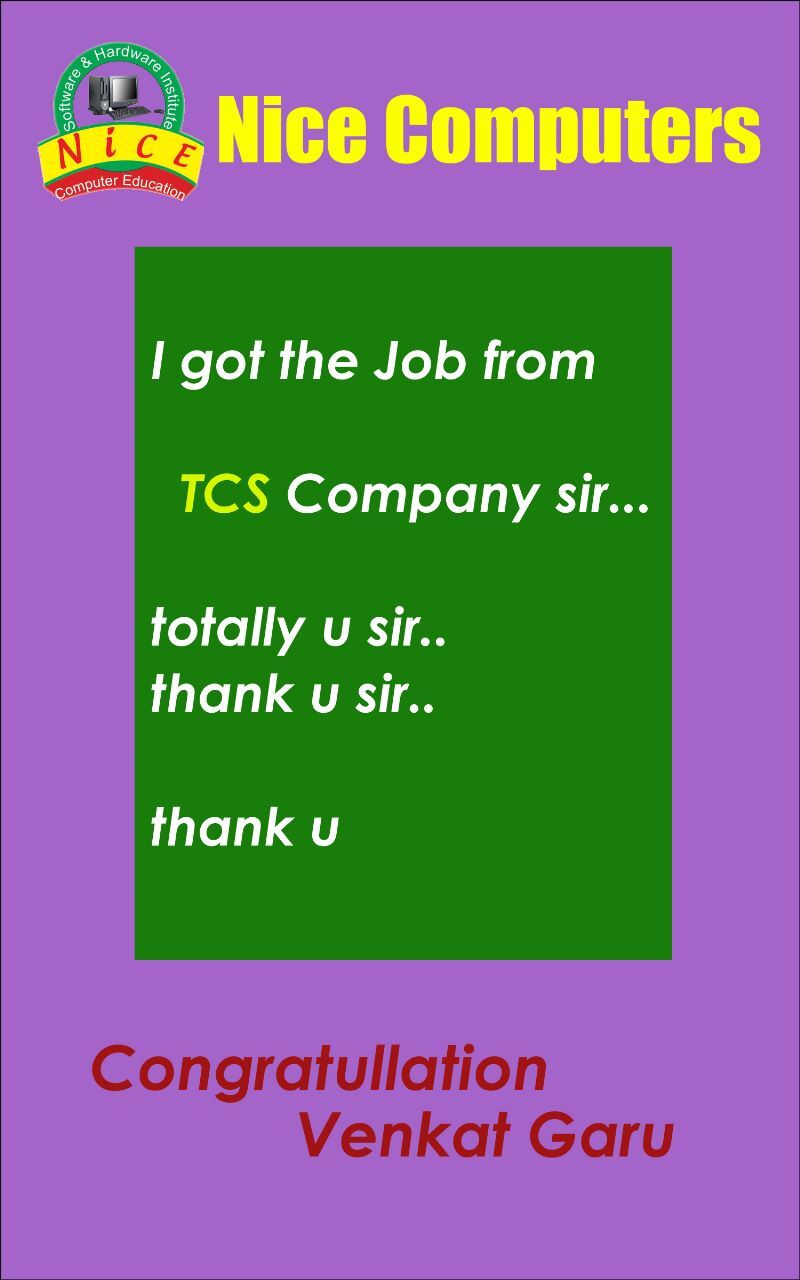 Software & Hardware Institute
NiCE
Computer Education
Nice Computers
I got the Job from
TCS Company sir...
totally u sir..
thank u sir..
thank u
Congratullation
Venkat Garu